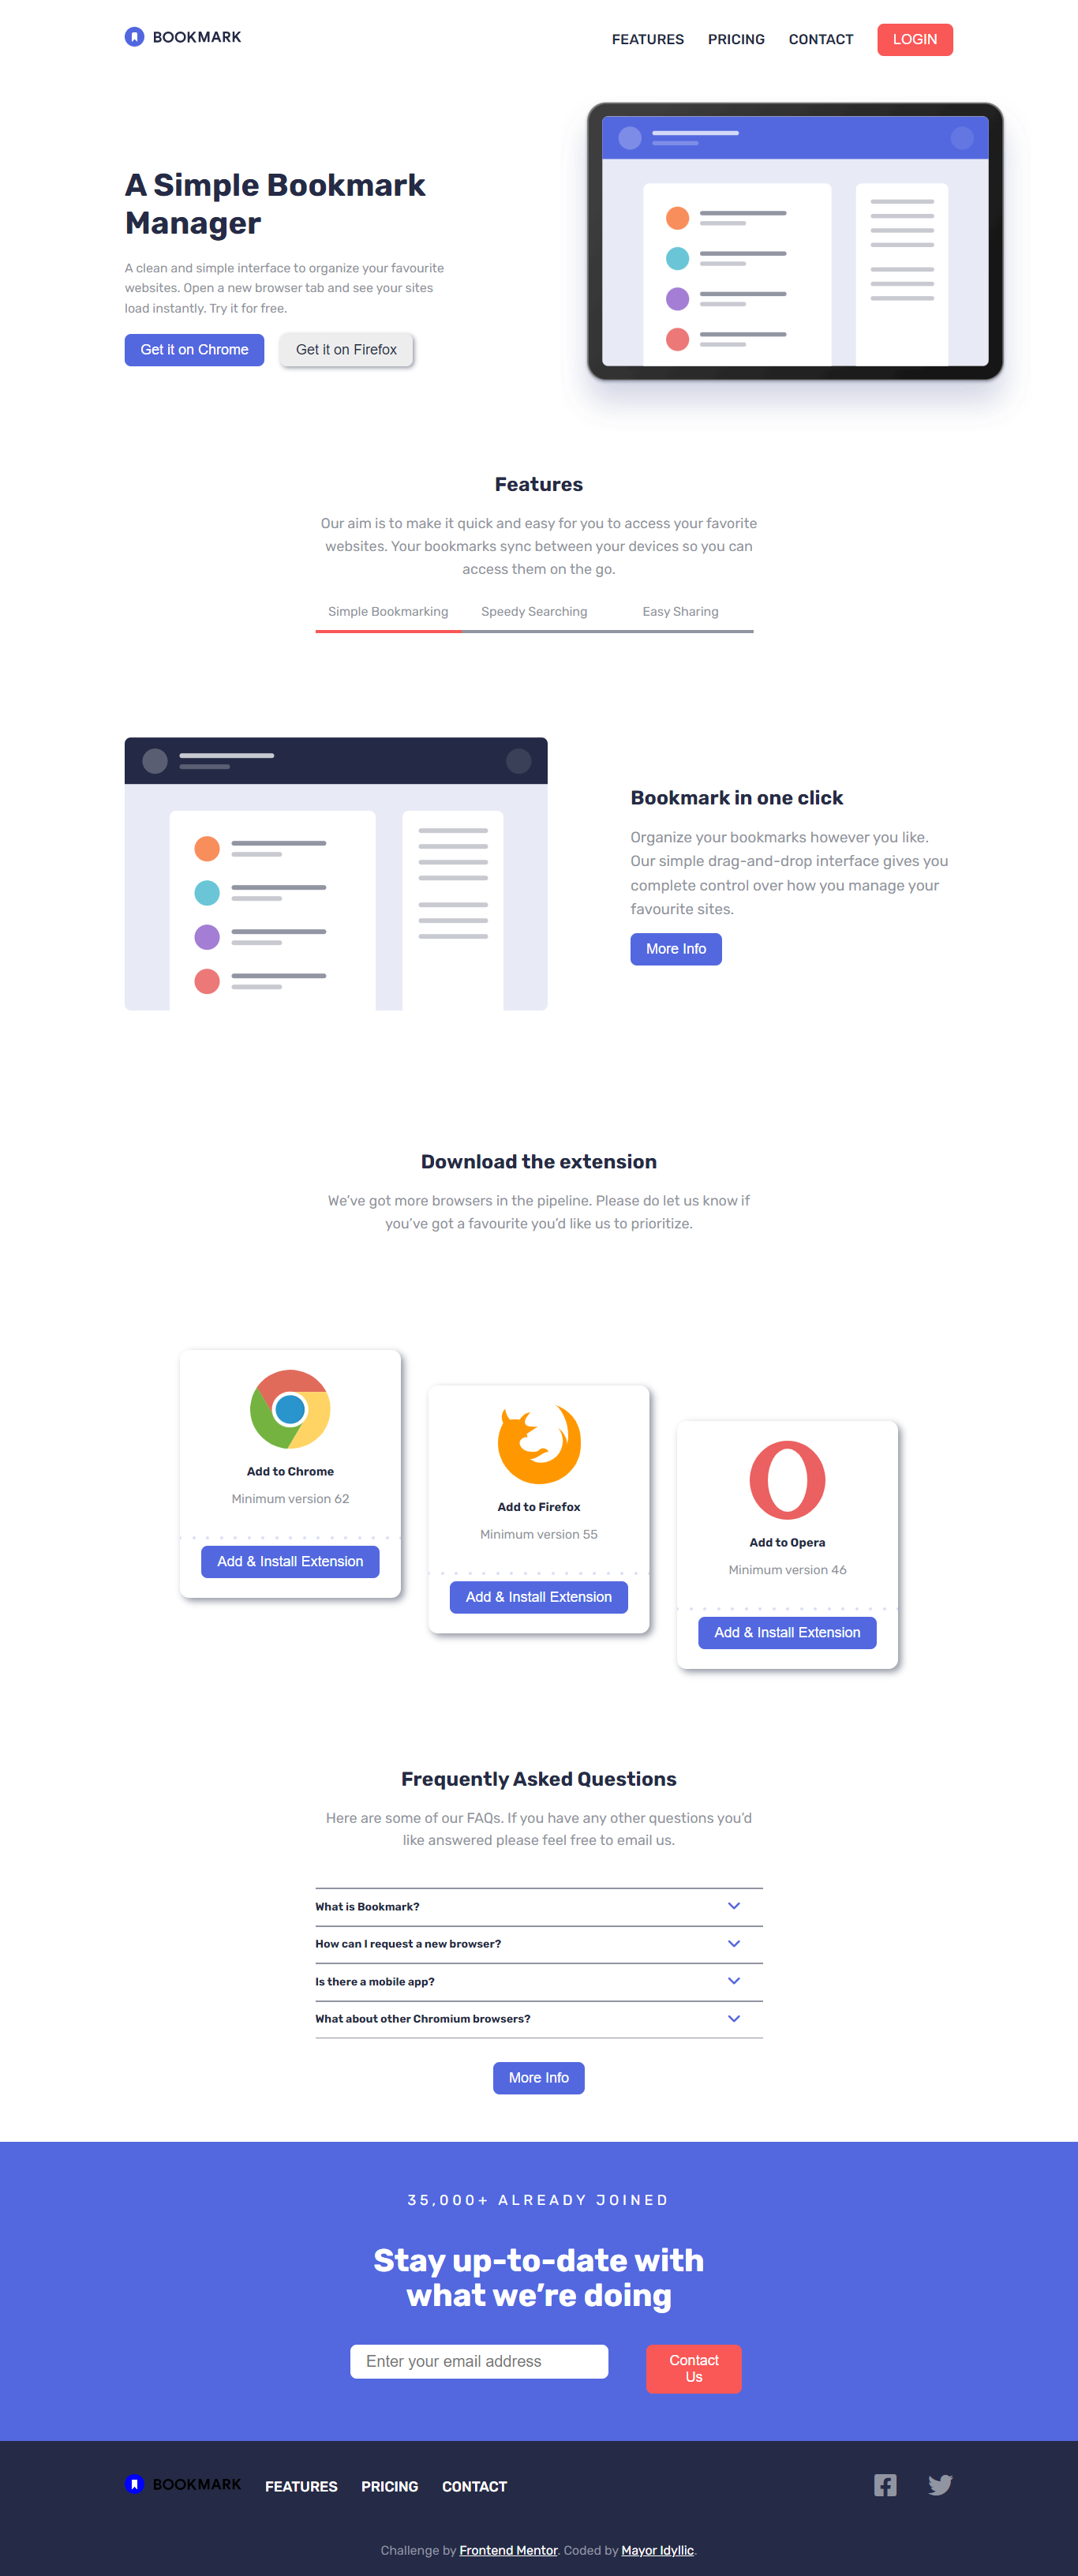 BOOKMARK
FEATURES PRICING CONTACT LOGIN
A Simple Bookmark
Manager
A clean and simple interface to organize your favourite
websites. Open a new browser tab and see your sites
load instantly. Try it for free.
Get it on Chrome Get it on Firefox
Features
Our aim is to make it quick and easy for you to access your favorite
websites. Your bookmarks sync between your devices so you can
access them on the go.
Simple Bookmarking Speedy Searching Easy Sharing
Bookmark in one click
Organize your bookmarks however you like.
Our simple drag-and-drop interface gives you
complete control over how you manage your
favourite sites.
More Info
Download the extension
We’ve got more browsers in the pipeline. Please do let us know if
you’ve got a favourite you’d like us to prioritize.
Add to Chrome
Minimum version 62
Add & Install Extension
Add to Firefox
Minimum version 55
Add & Install Extension
Add to Opera
Minimum version 46
Add & Install Extension
Frequently Asked Questions
Here are some of our FAQs. If you have any other questions you’d
like answered please feel free to email us.
What is Bookmark?
How can I request a new browser?
Is there a mobile app?
What about other Chromium browsers?
More Info
35,000+ ALREADY JOINED
Stay up-to-date with
what we’re doing
Enter your email address
Contact
Us
BOOKMARK FEATURES PRICING CONTACT
Challenge by Frontend Mentor. Coded by Mayor Idyllic.